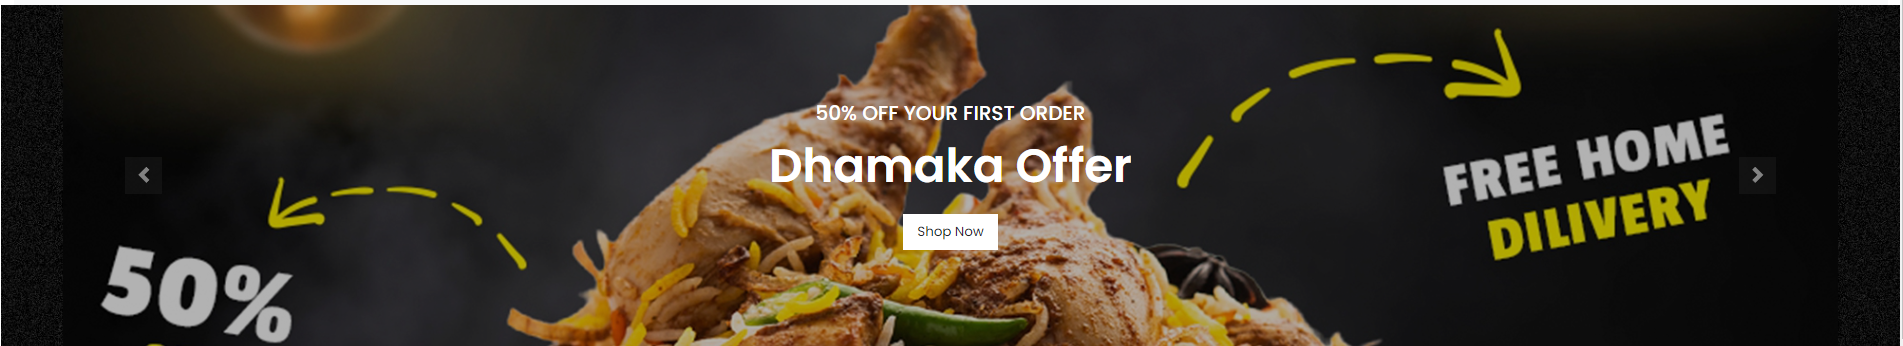 50% OFF YOUR FIRST ORDER
Dhamaka Offer
Shop Now
50%
FREE HOME
DILIVERY